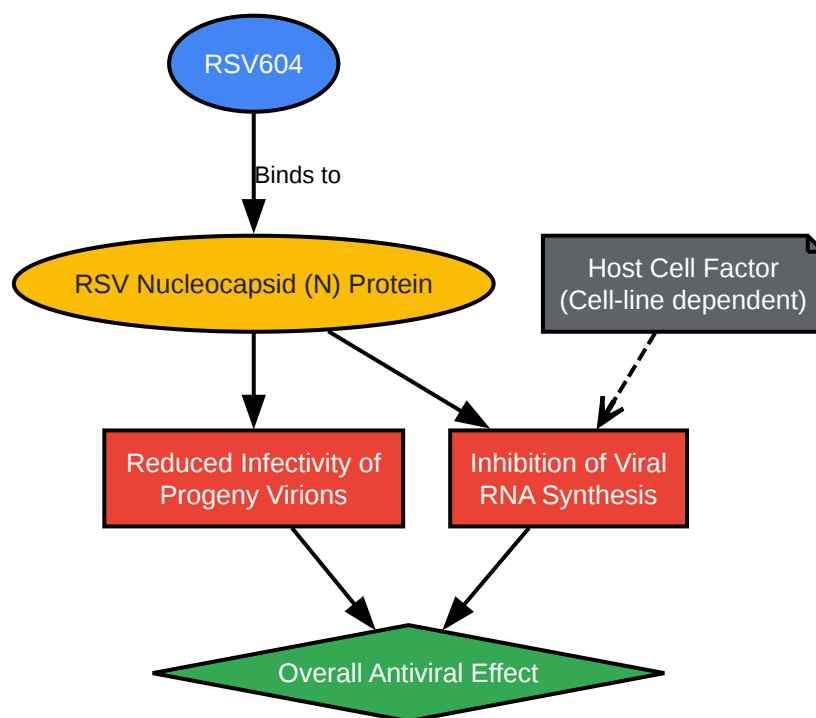 RSV604
Binds to
RSV Nucleocapsid (N) Protein
Host Cell Factor
(Cell-line dependent)
Reduced Infectivity of
Progeny Virions
Inhibition of Viral
RNA Synthesis
Overall Antiviral Effect